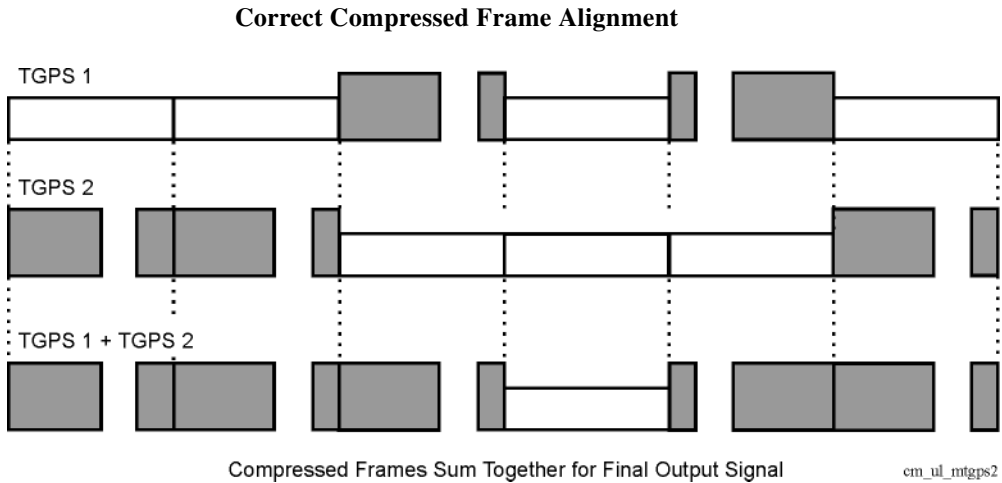 Correct Compressed Frame Alignment
TGPS 1
TGPS 2
TGPS 1 + TGPS 2
Compressed Frames Sum Together for Final Output Signal
cm_ul_mtgps2